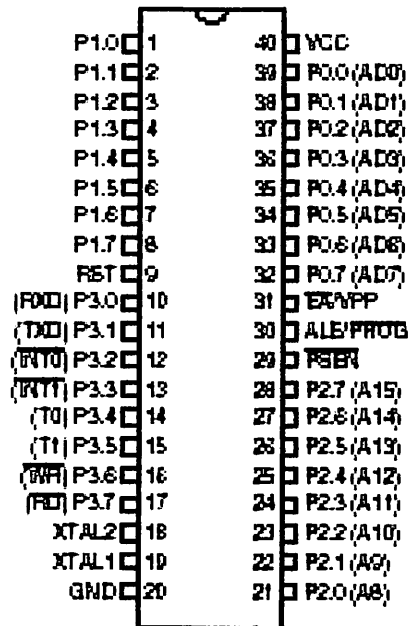 P1.0 1 40 VCC
P1.1 2 39 P0.0 (AD0)
P1.2 3 38 P0.1 (AD1)
P1.3 4 37 P0.2 (AD2)
P1.4 5 36 P0.3 (AD3)
P1.5 6 35 P0.4 (AD4)
P1.6 7 34 P0.5 (AD5)
P1.7 8 33 P0.6 (AD6)
RST 9 32 P0.7 (AD7)
(RXD) P3.0 10 31 EA/VPP
(TXD) P3.1 11 30 ALE/PROG
(INT0) P3.2 12 29 PSEN
(INT1) P3.3 13 28 P2.7 (A15)
(T0) P3.4 14 27 P2.6 (A14)
(T1) P3.5 15 26 P2.5 (A13)
(WR) P3.6 16 25 P2.4 (A12)
(RD) P3.7 17 24 P2.3 (A11)
XTAL2 18 23 P2.2 (A10)
XTAL1 19 22 P2.1 (A9)
GND 20 21 P2.0 (A8)